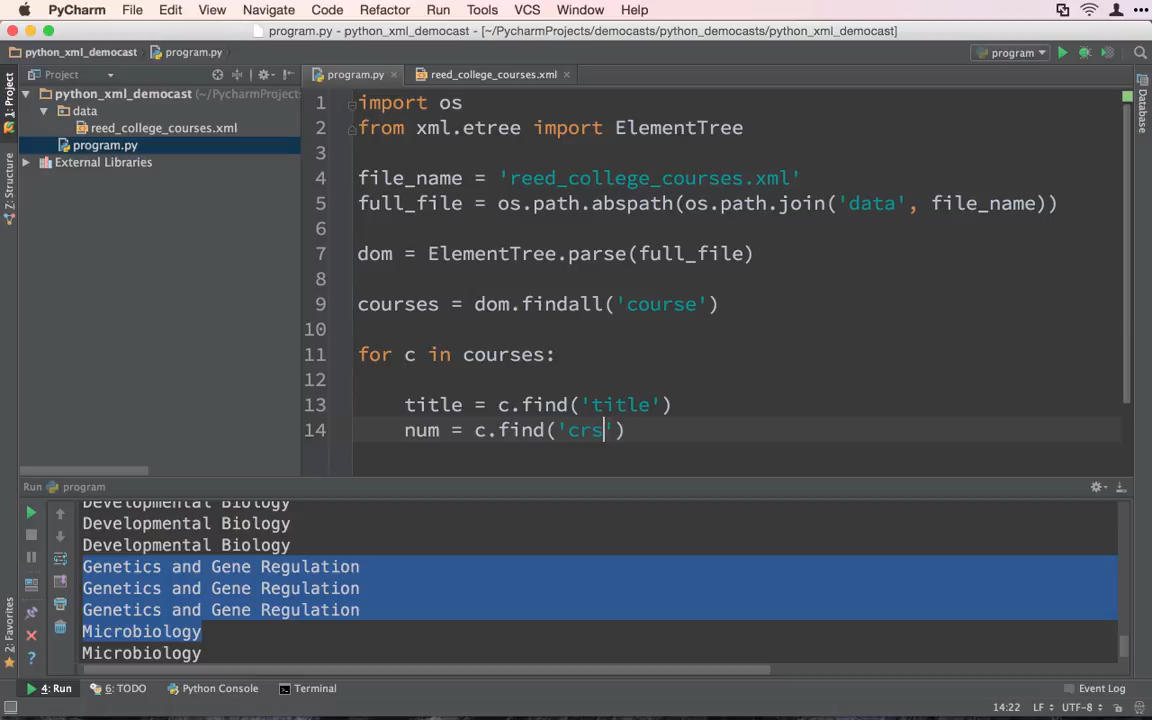 PyCharm File Edit View Navigate Code Refactor Run Tools VCS Window Help
program.py - python_xml_democast - [~/PycharmProjects/democasts/python_democasts/python_xml_democast]
python_xml_democast program.py program
Project program.py reed_college_courses.xml
1: Project
Z: Structure
2: Favorites
Database
python_xml_democast (~/PycharmProjects
data
reed_college_courses.xml
program.py
External Libraries
1 import os
2 from xml.etree import ElementTree
3
4 file_name = 'reed_college_courses.xml'
5 full_file = os.path.abspath(os.path.join('data', file_name))
6
7 dom = ElementTree.parse(full_file)
8
9 courses = dom.findall('course')
10
11 for c in courses:
12
13 title = c.find('title')
14 num = c.find('crs')
Run program
Developmental Biology
Developmental Biology
Developmental Biology
Genetics and Gene Regulation
Genetics and Gene Regulation
Genetics and Gene Regulation
Microbiology
Microbiology
4: Run 6: TODO Python Console Terminal Event Log
14:22 LF UTF-8